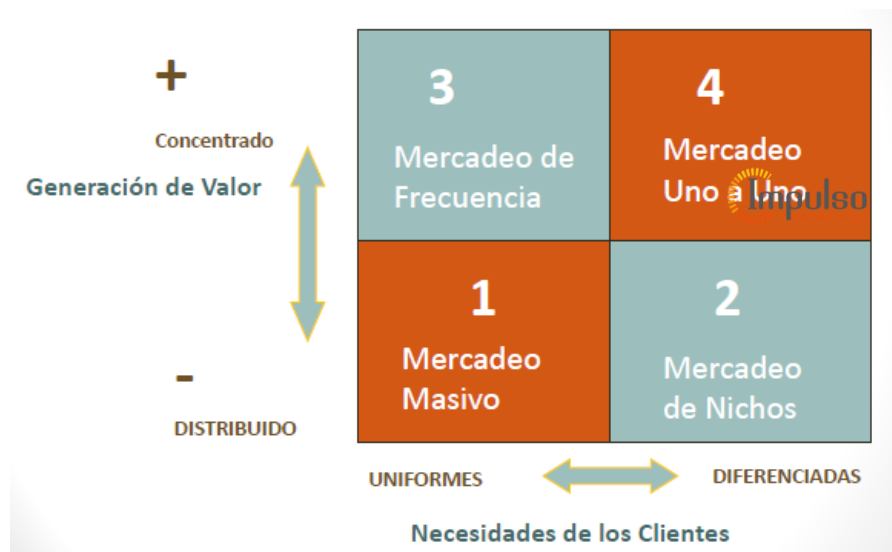 +
Concentrado
Generación de Valor
-
DISTRIBUIDO
3
Mercadeo de
Frecuencia
4
Mercadeo
Uno a Uno
Impulso
1
Mercadeo
Masivo
2
Mercadeo
de Nichos
UNIFORMES
DIFERENCIADAS
Necesidades de los Clientes